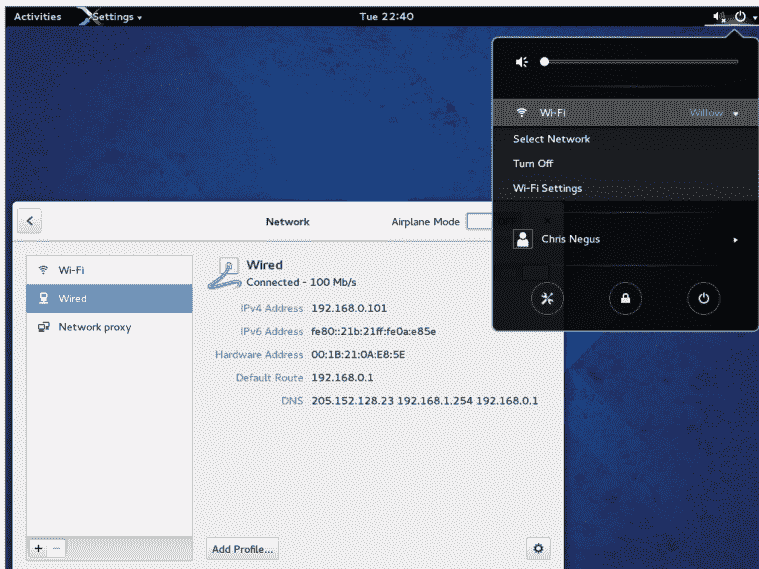 Activities Settings Tue 22:40
Wi-Fi Willow
Select Network
Turn Off
Wi-Fi Settings
Chris Negus
Network Airplane Mode
Wi-Fi
Wired
Network proxy
Wired
Connected - 100 Mb/s
IPv4 Address 192.168.0.101
IPv6 Address fe80::21b:21ff:fe0a:e85e
Hardware Address 00:1B:21:0A:E8:5E
Default Route 192.168.0.1
DNS 205.152.128.23 192.168.1.254 192.168.0.1
+ −
Add Profile...